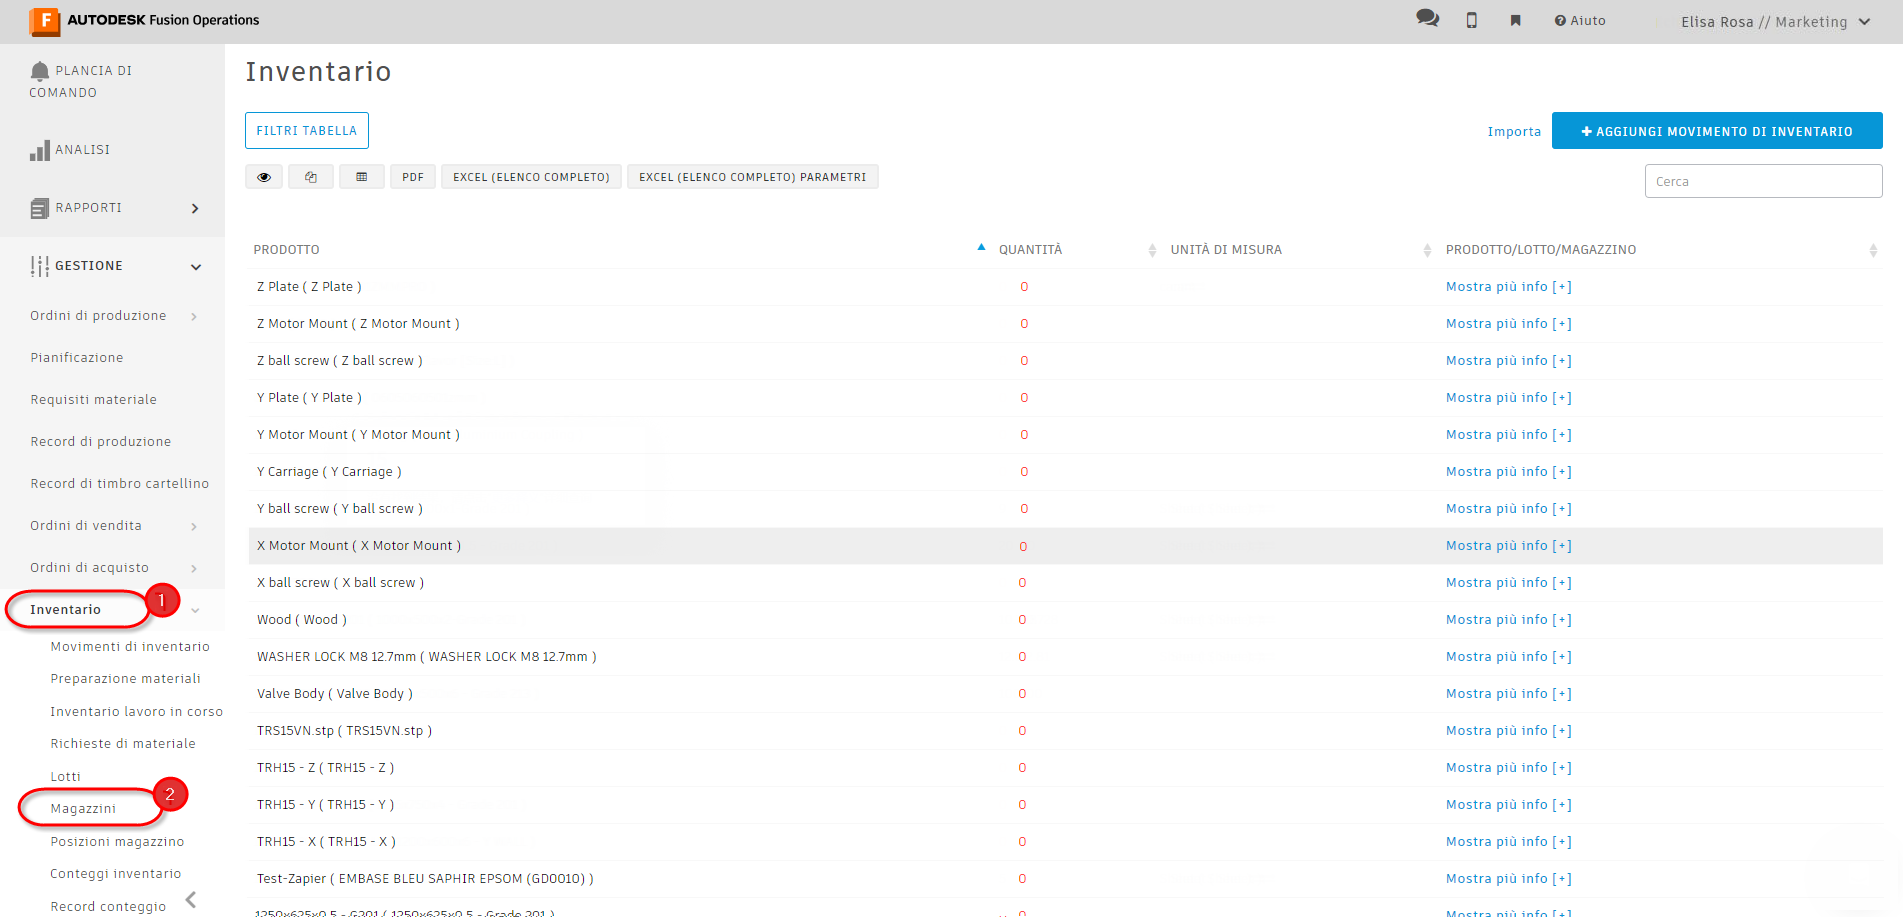 F AUTODESK Fusion Operations
Aiuto
Elisa Rosa // Marketing
PLANCIA DI
COMANDO
ANALISI
RAPPORTI
GESTIONE
Ordini di produzione
Pianificazione
Requisiti materiale
Record di produzione
Record di timbro cartellino
Ordini di vendita
Ordini di acquisto
Inventario
1
Movimenti di inventario
Preparazione materiali
Inventario lavoro in corso
Richieste di materiale
Lotti
Magazzini
2
Posizioni magazzino
Conteggi inventario
Record conteggio
Inventario
FILTRI TABELLA
Importa
+ AGGIUNGI MOVIMENTO DI INVENTARIO
PDF
EXCEL (ELENCO COMPLETO)
EXCEL (ELENCO COMPLETO) PARAMETRI
Cerca
PRODOTTO QUANTITÀ UNITÀ DI MISURA PRODOTTO/LOTTO/MAGAZZINO
Z Plate ( Z Plate ) 0 Mostra più info [+]
Z Motor Mount ( Z Motor Mount ) 0 Mostra più info [+]
Z ball screw ( Z ball screw ) 0 Mostra più info [+]
Y Plate ( Y Plate ) 0 Mostra più info [+]
Y Motor Mount ( Y Motor Mount ) 0 Mostra più info [+]
Y Carriage ( Y Carriage ) 0 Mostra più info [+]
Y ball screw ( Y ball screw ) 0 Mostra più info [+]
X Motor Mount ( X Motor Mount ) 0 Mostra più info [+]
X ball screw ( X ball screw ) 0 Mostra più info [+]
Wood ( Wood ) 0 Mostra più info [+]
WASHER LOCK M8 12.7mm ( WASHER LOCK M8 12.7mm ) 0 Mostra più info [+]
Valve Body ( Valve Body ) 0 Mostra più info [+]
TRS15VN.stp ( TRS15VN.stp ) 0 Mostra più info [+]
TRH15 - Z ( TRH15 - Z ) 0 Mostra più info [+]
TRH15 - Y ( TRH15 - Y ) 0 Mostra più info [+]
TRH15 - X ( TRH15 - X ) 0 Mostra più info [+]
Test-Zapier ( EMBASE BLEU SAPHIR EPSOM (GD0010) ) 0 Mostra più info [+]
1250x625x0.5 - G201 ( 1250x625x0.5 - Grade 201 ) 0 Mostra più info [+]